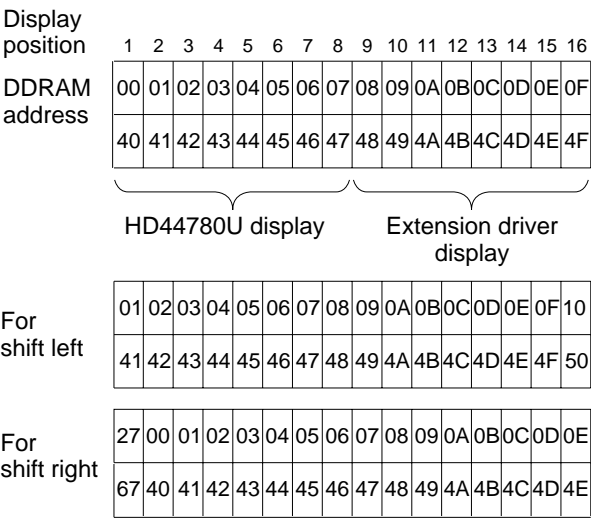 Display
position 1 2 3 4 5 6 7 8 9 10 11 12 13 14 15 16
DDRAM
address
00 01 02 03 04 05 06 07 08 09 0A 0B 0C 0D 0E 0F
40 41 42 43 44 45 46 47 48 49 4A 4B 4C 4D 4E 4F
HD44780U display
Extension driver
display
For
shift left
01 02 03 04 05 06 07 08 09 0A 0B 0C 0D 0E 0F 10
41 42 43 44 45 46 47 48 49 4A 4B 4C 4D 4E 4F 50
For
shift right
27 00 01 02 03 04 05 06 07 08 09 0A 0B 0C 0D 0E
67 40 41 42 43 44 45 46 47 48 49 4A 4B 4C 4D 4E